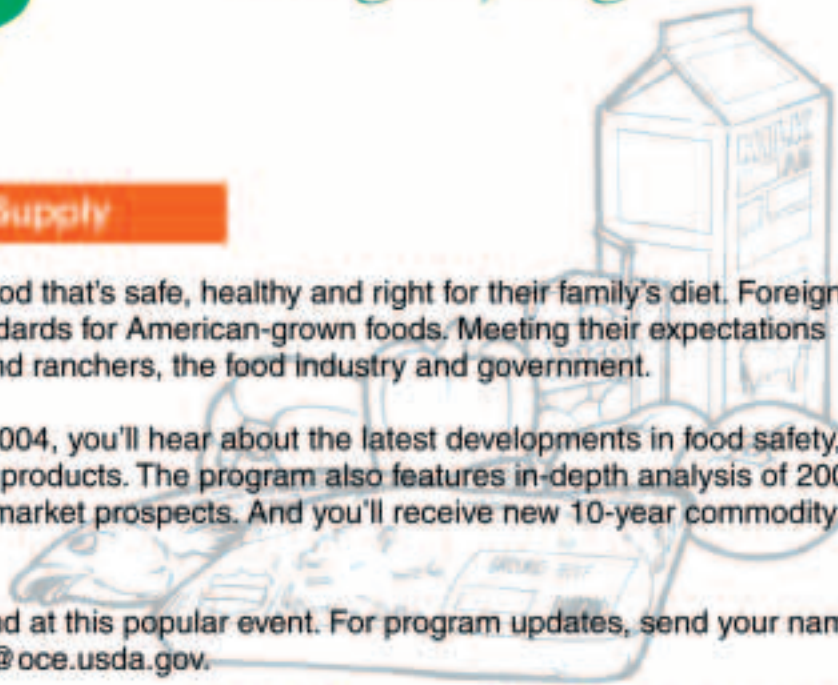 Supply
od that's safe, healthy and right for their family's diet. Foreign
dards for American-grown foods. Meeting their expectations
nd ranchers, the food industry and government.
004, you'll hear about the latest developments in food safety,
products. The program also features in-depth analysis of 200
market prospects. And you'll receive new 10-year commodity
nd at this popular event. For program updates, send your nam
@oce.usda.gov.